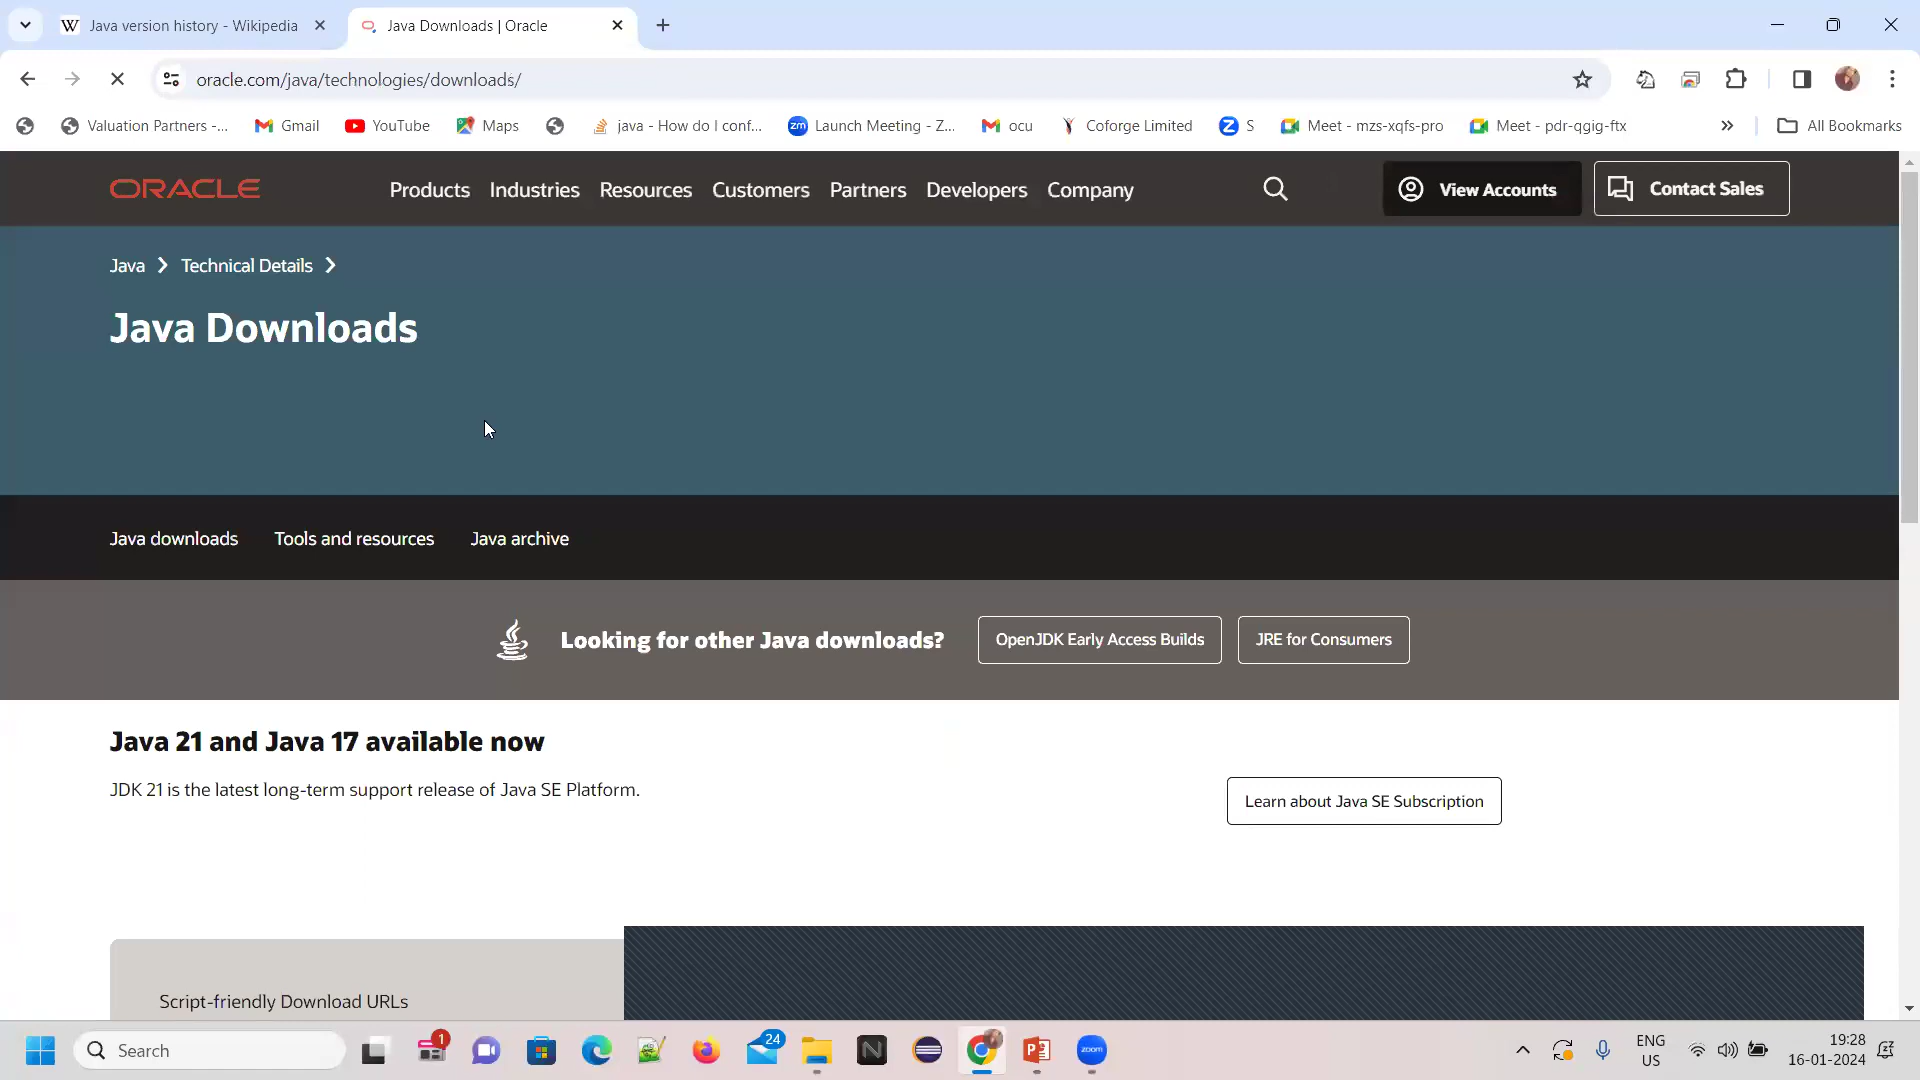 Java version history - Wikipedia
Java Downloads | Oracle
oracle.com/java/technologies/downloads/
Valuation Partners -...
Gmail
YouTube
Maps
java - How do I conf...
zm
Launch Meeting - Z...
ocu
Coforge Limited
Z
S
Meet - mzs-xqfs-pro
Meet - pdr-qgig-ftx
All Bookmarks
ORACLE
Products
Industries
Resources
Customers
Partners
Developers
Company
View Accounts
Contact Sales
Java
Technical Details
Java Downloads
Java downloads
Tools and resources
Java archive
Looking for other Java downloads?
OpenJDK Early Access Builds
JRE for Consumers
Java 21 and Java 17 available now
JDK 21 is the latest long-term support release of Java SE Platform.
Learn about Java SE Subscription
Script-friendly Download URLs
Search
1
24
N
P
zoom
ENG
US
19:28
16-01-2024